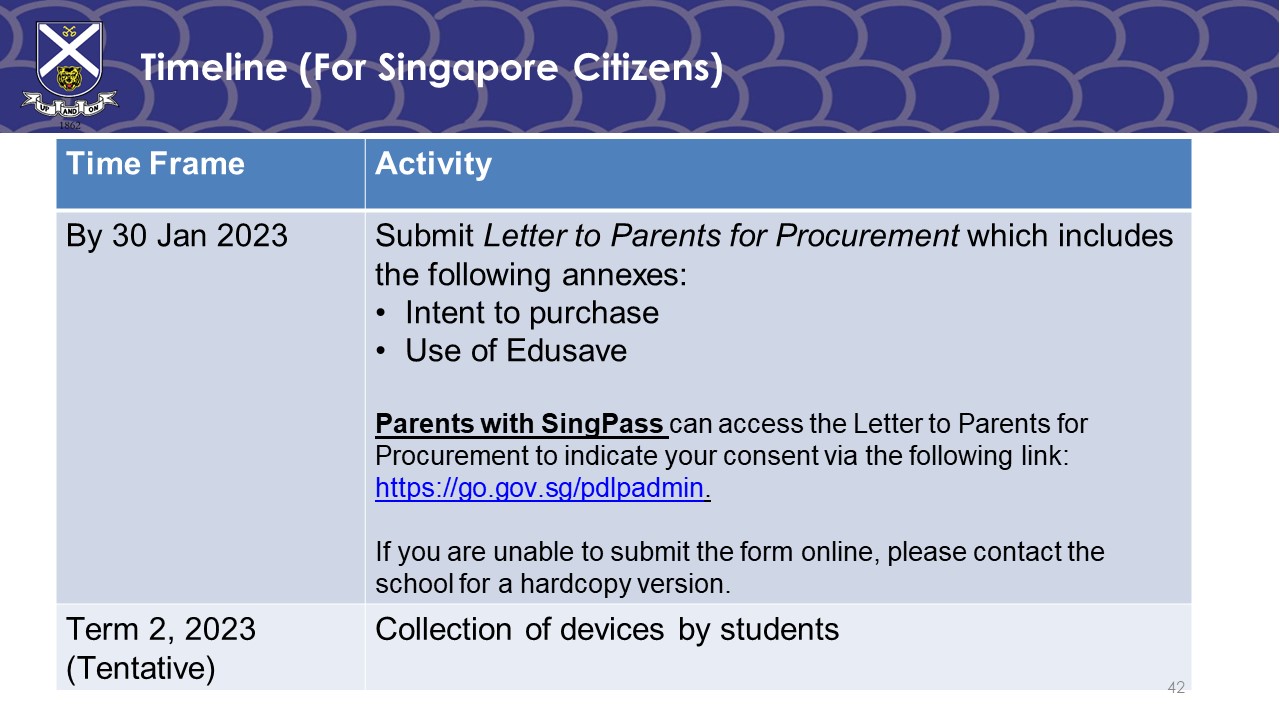 Timeline (For Singapore Citizens)
UP AND ON
1862
Time Frame
Activity
By 30 Jan 2023
Submit Letter to Parents for Procurement which includes
the following annexes:
• Intent to purchase
• Use of Edusave
Parents with SingPass can access the Letter to Parents for
Procurement to indicate your consent via the following link:
https://go.gov.sg/pdlpadmin.
If you are unable to submit the form online, please contact the
school for a hardcopy version.
Term 2, 2023
(Tentative)
Collection of devices by students
42